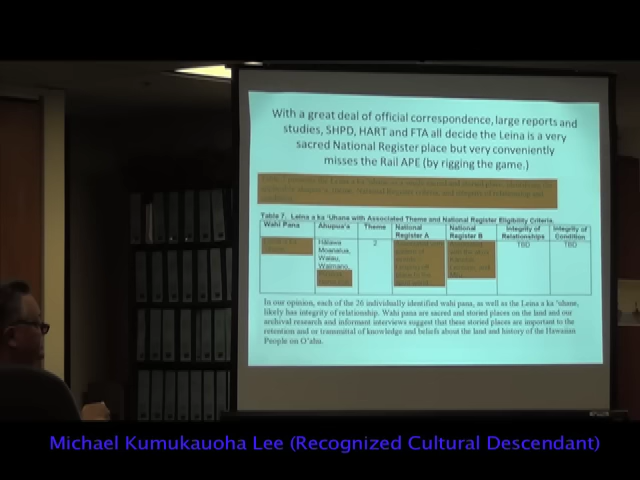 With a great deal of official correspondence, large reports and
studies, SHPD, HART and FTA all decide the Leina is a very
sacred National Register place but very conveniently
misses the Rail APE (by rigging the game.)
Table 7. Leina a ka 'Uhane with Associated Theme and National Register Eligibility Criteria.
Wahi Pana Ahupua'a Theme National Register A National Register B Integrity of Relationships Integrity of Condition
Hālawa Moanalua, Waiau, Waimano, 2 TBD TBD
In our opinion, each of the 26 individually identified wahi pana, as well as the Leina a ka 'uhane,
likely has integrity of relationship. Wahi pana are sacred and storied places on the land and our
archival research and informent interviews suggest that these storied places are important to the
retention and or transmittal of knowledge and beliefs about the land and history of the Hawaiian
People on O'ahu.
Michael Kumukauoha Lee (Recognized Cultural Descendant)